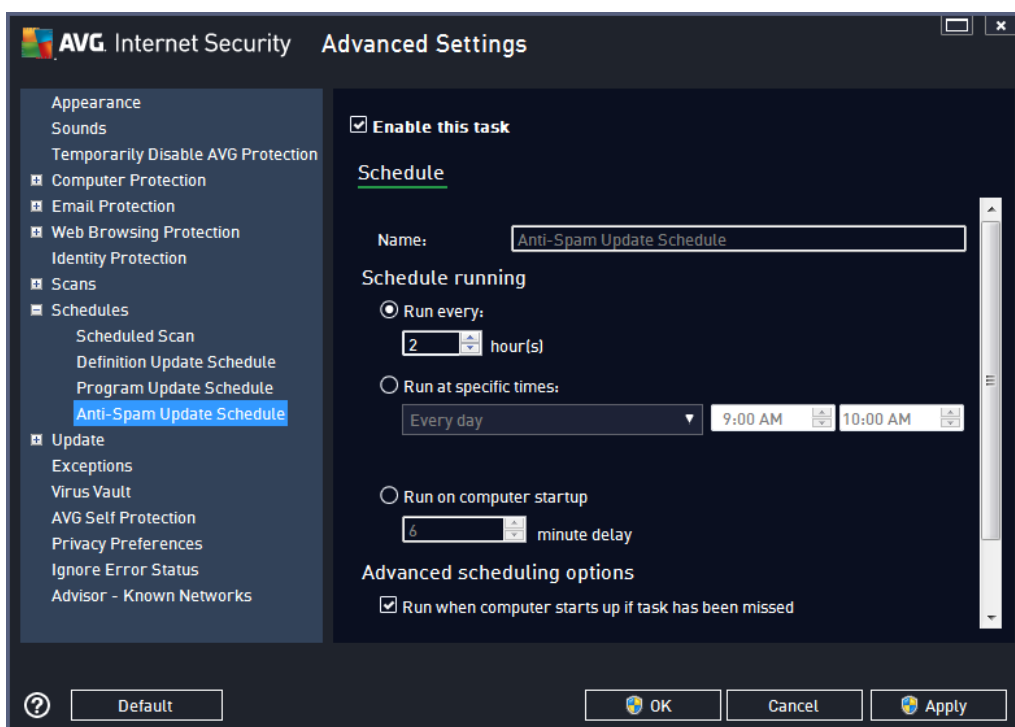 AVG. Internet Security Advanced Settings
Appearance
Sounds
Temporarily Disable AVG Protection
Computer Protection
Email Protection
Web Browsing Protection
Identity Protection
Scans
Schedules
Scheduled Scan
Definition Update Schedule
Program Update Schedule
Anti-Spam Update Schedule
Update
Exceptions
Virus Vault
AVG Self Protection
Privacy Preferences
Ignore Error Status
Advisor - Known Networks
Enable this task
Schedule
Name: Anti-Spam Update Schedule
Schedule running
Run every:
2 hour(s)
Run at specific times:
Every day 9:00 AM 10:00 AM
Run on computer startup
6 minute delay
Advanced scheduling options
Run when computer starts up if task has been missed
? Default OK Cancel Apply